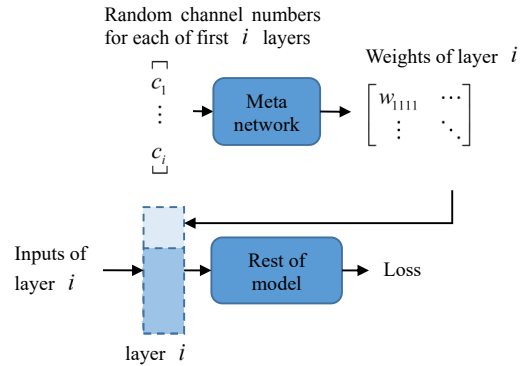 Random channel numbers
for each of first i layers
Weights of layer i
c₁
⋮
cᵢ
Meta
network
w₁₁₁₁ ⋯
⋮ ⋱
Inputs of
layer i
Rest of
model
Loss
layer i